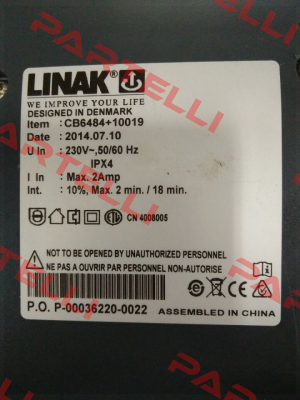 LINAK®
WE IMPROVE YOUR LIFE
DESIGNED IN DENMARK
Item : CB6484+10019
Date : 2014.07.10
U In : 230V~,50/60 Hz
IPX4
I In : Max. 2Amp
Int. : 10%, Max. 2 min. / 18 min.
CN 4008005
NOT TO BE OPENED BY UNAUTHORIZED PERSONNEL
NE PAS A OUVRIR PAR PERSONNEL NON-AUTORISE
P.O. P-00036220-0022 ASSEMBLED IN CHINA
PARTELLI
PARTELLI
PARTELLI
PARTELLI